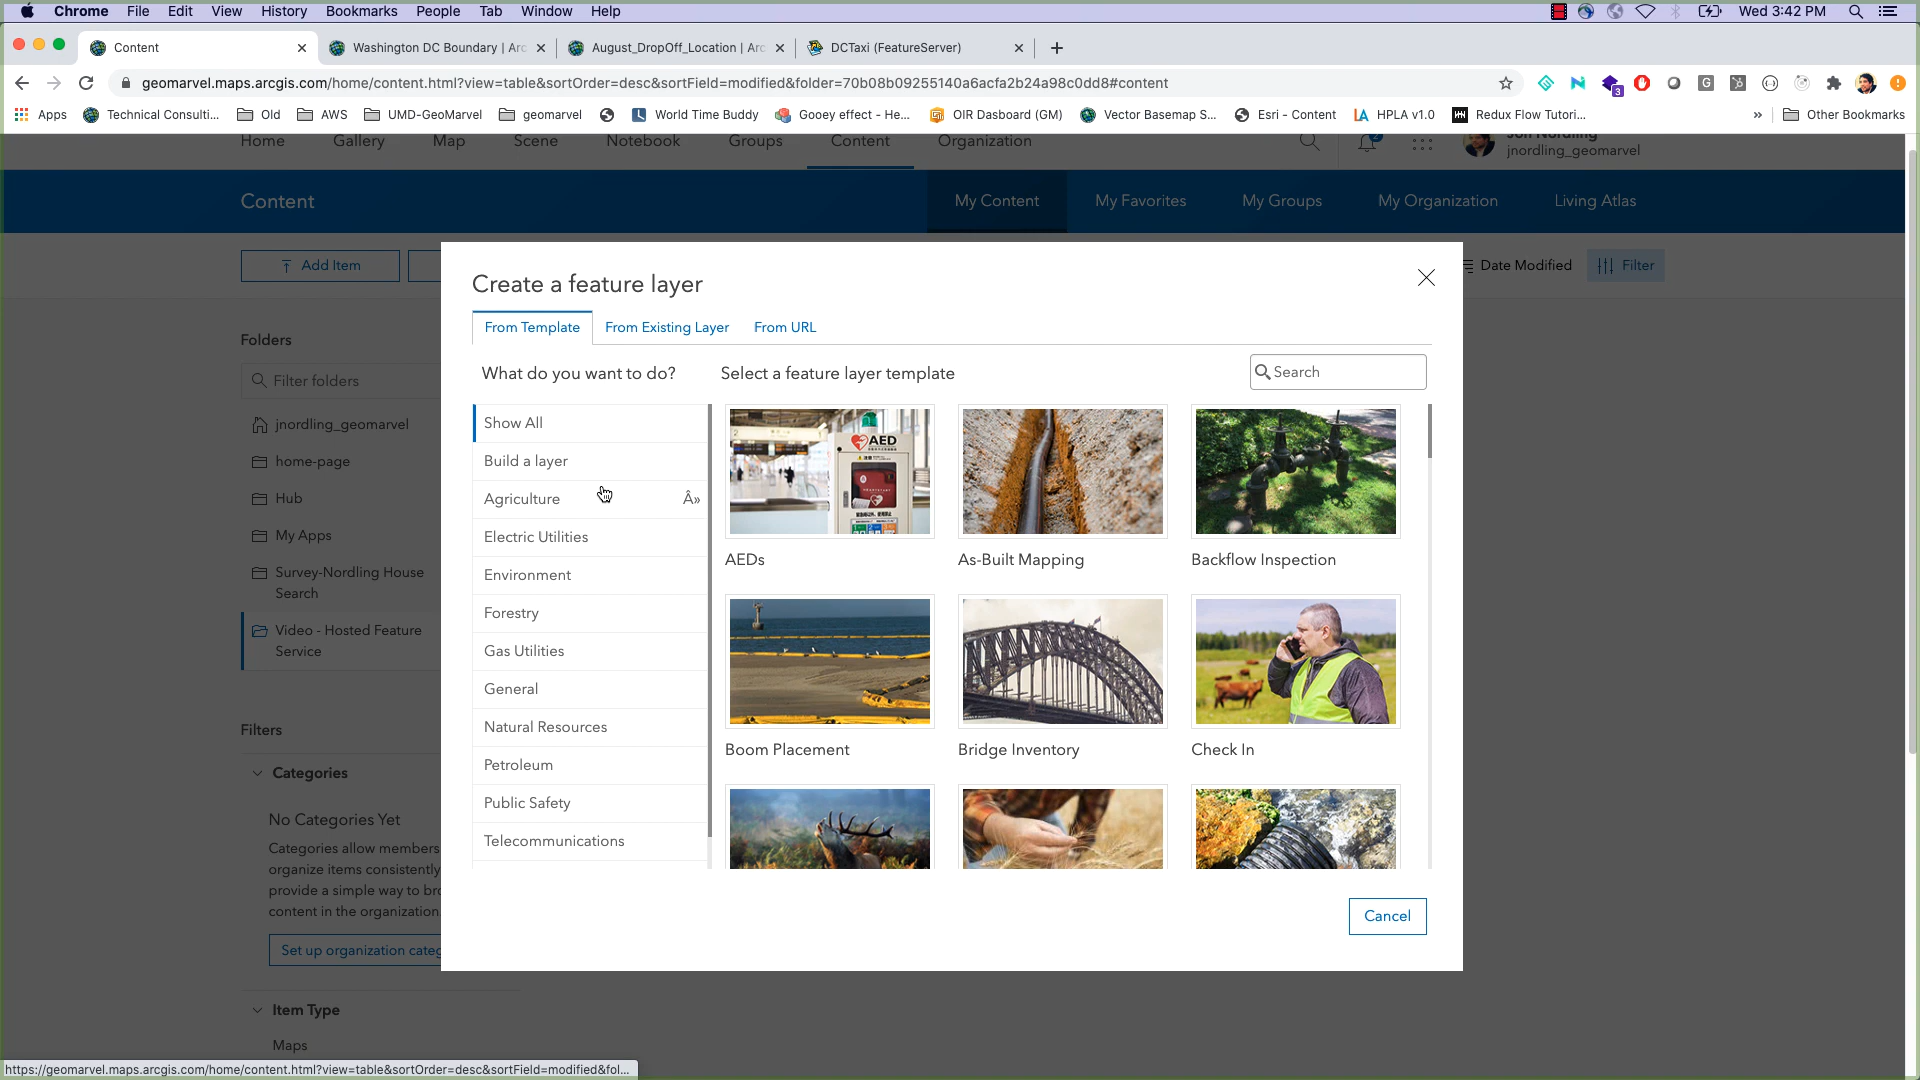 Chrome File Edit View History Bookmarks People Tab Window Help Wed 3:42 PM
Content Washington DC Boundary | Arc August_DropOff_Location | Arc DCTaxi (FeatureServer)
geomarvel.maps.arcgis.com/home/content.html?view=table&sortOrder=desc&sortField=modified&folder=70b08b09255140a6acfa2b24a98c0dd8#content
3
Apps Technical Consulti... Old AWS UMD-GeoMarvel geomarvel World Time Buddy Gooey effect - He... OIR Dasboard (GM) Vector Basemap S... Esri - Content HPLA v1.0 Redux Flow Tutori... » Other Bookmarks
Home Gallery Map Scene Notebook Groups Content Organization
2
Jon Nordling
jnordling_geomarvel
Content My Content My Favorites My Groups My Organization Living Atlas
Add Item Date Modified Filter
Create a feature layer
From Template From Existing Layer From URL
What do you want to do? Select a feature layer template Search
Folders
Filter folders
jnordling_geomarvel
home-page
Hub
My Apps
Survey-Nordling House
Search
Video - Hosted Feature
Service
Filters
Categories
No Categories Yet
Categories allow members
organize items consistently
provide a simple way to br
content in the organization.
Set up organization categ
Item Type
Maps
Show All
Build a layer
Agriculture Â»
Electric Utilities
Environment
Forestry
Gas Utilities
General
Natural Resources
Petroleum
Public Safety
Telecommunications
AED
AEDs As-Built Mapping Backflow Inspection
Boom Placement Bridge Inventory Check In
Cancel
https://geomarvel.maps.arcgis.com/home/content.html?view=table&sortOrder=desc&sortField=modified&fol...